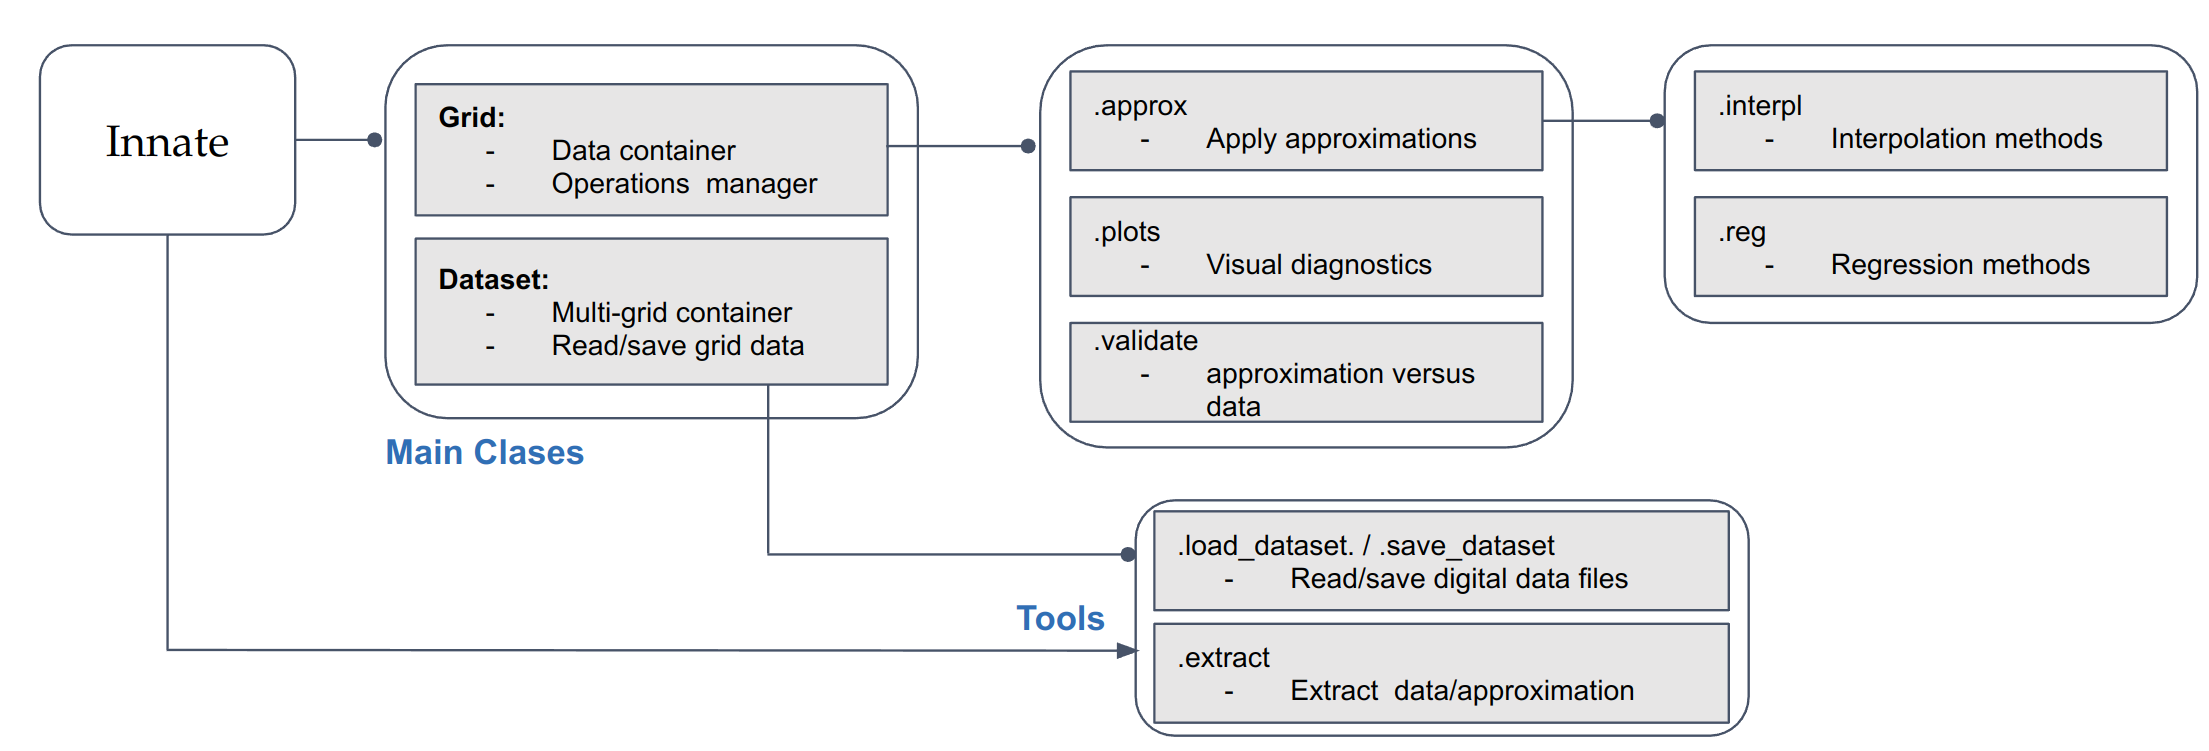 Innate
Grid:
- Data container
- Operations manager
Dataset:
- Multi-grid container
- Read/save grid data
Main Clases
.approx
- Apply approximations
.plots
- Visual diagnostics
.validate
- approximation versus
data
.interpl
- Interpolation methods
.reg
- Regression methods
Tools
.load_dataset. / .save_dataset
- Read/save digital data files
.extract
- Extract data/approximation